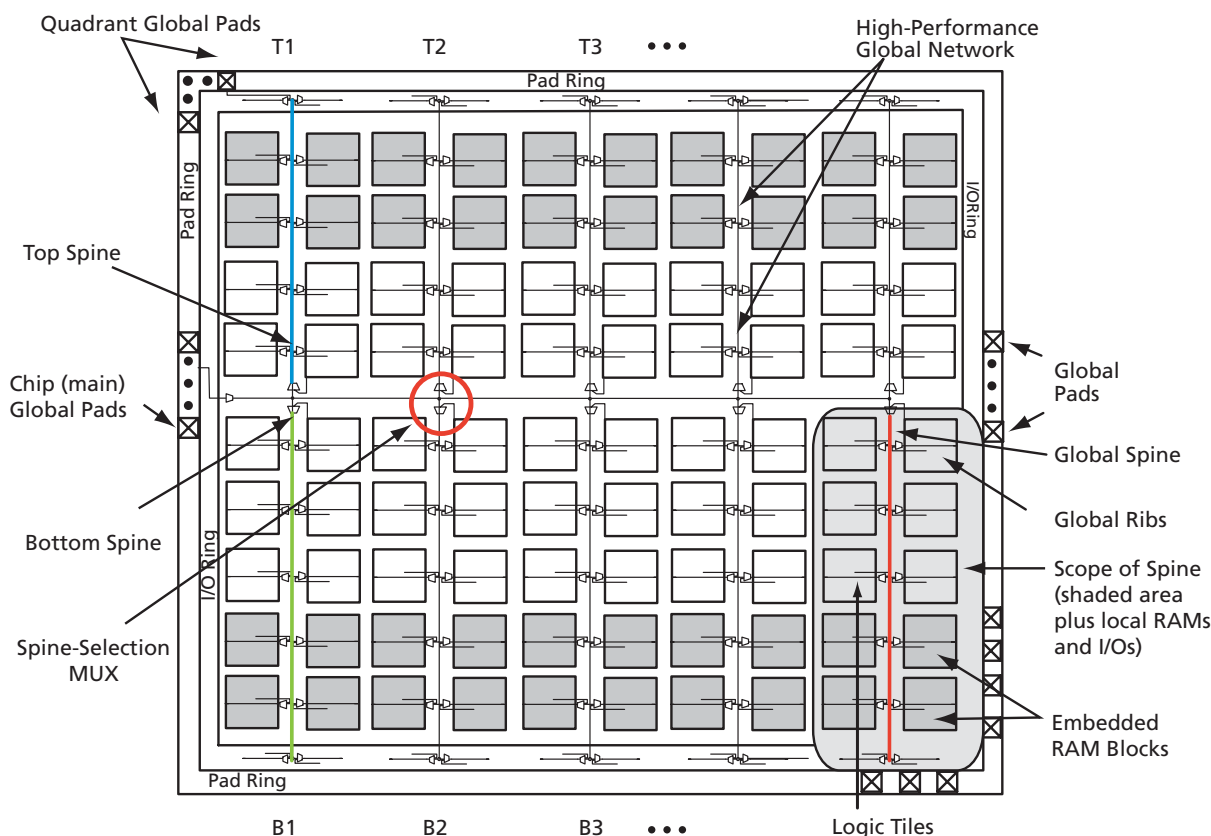 Quadrant Global Pads
T1
T2
T3
•••
High-Performance
Global Network
Pad Ring
Pad Ring
I/ORing
Top Spine
Chip (main)
Global Pads
Global
Pads
Global Spine
Bottom Spine
Global Ribs
I/O Ring
Scope of Spine
(shaded area
plus local RAMs
and I/Os)
Spine-Selection
MUX
Embedded
RAM Blocks
Pad Ring
B1
B2
B3
•••
Logic Tiles